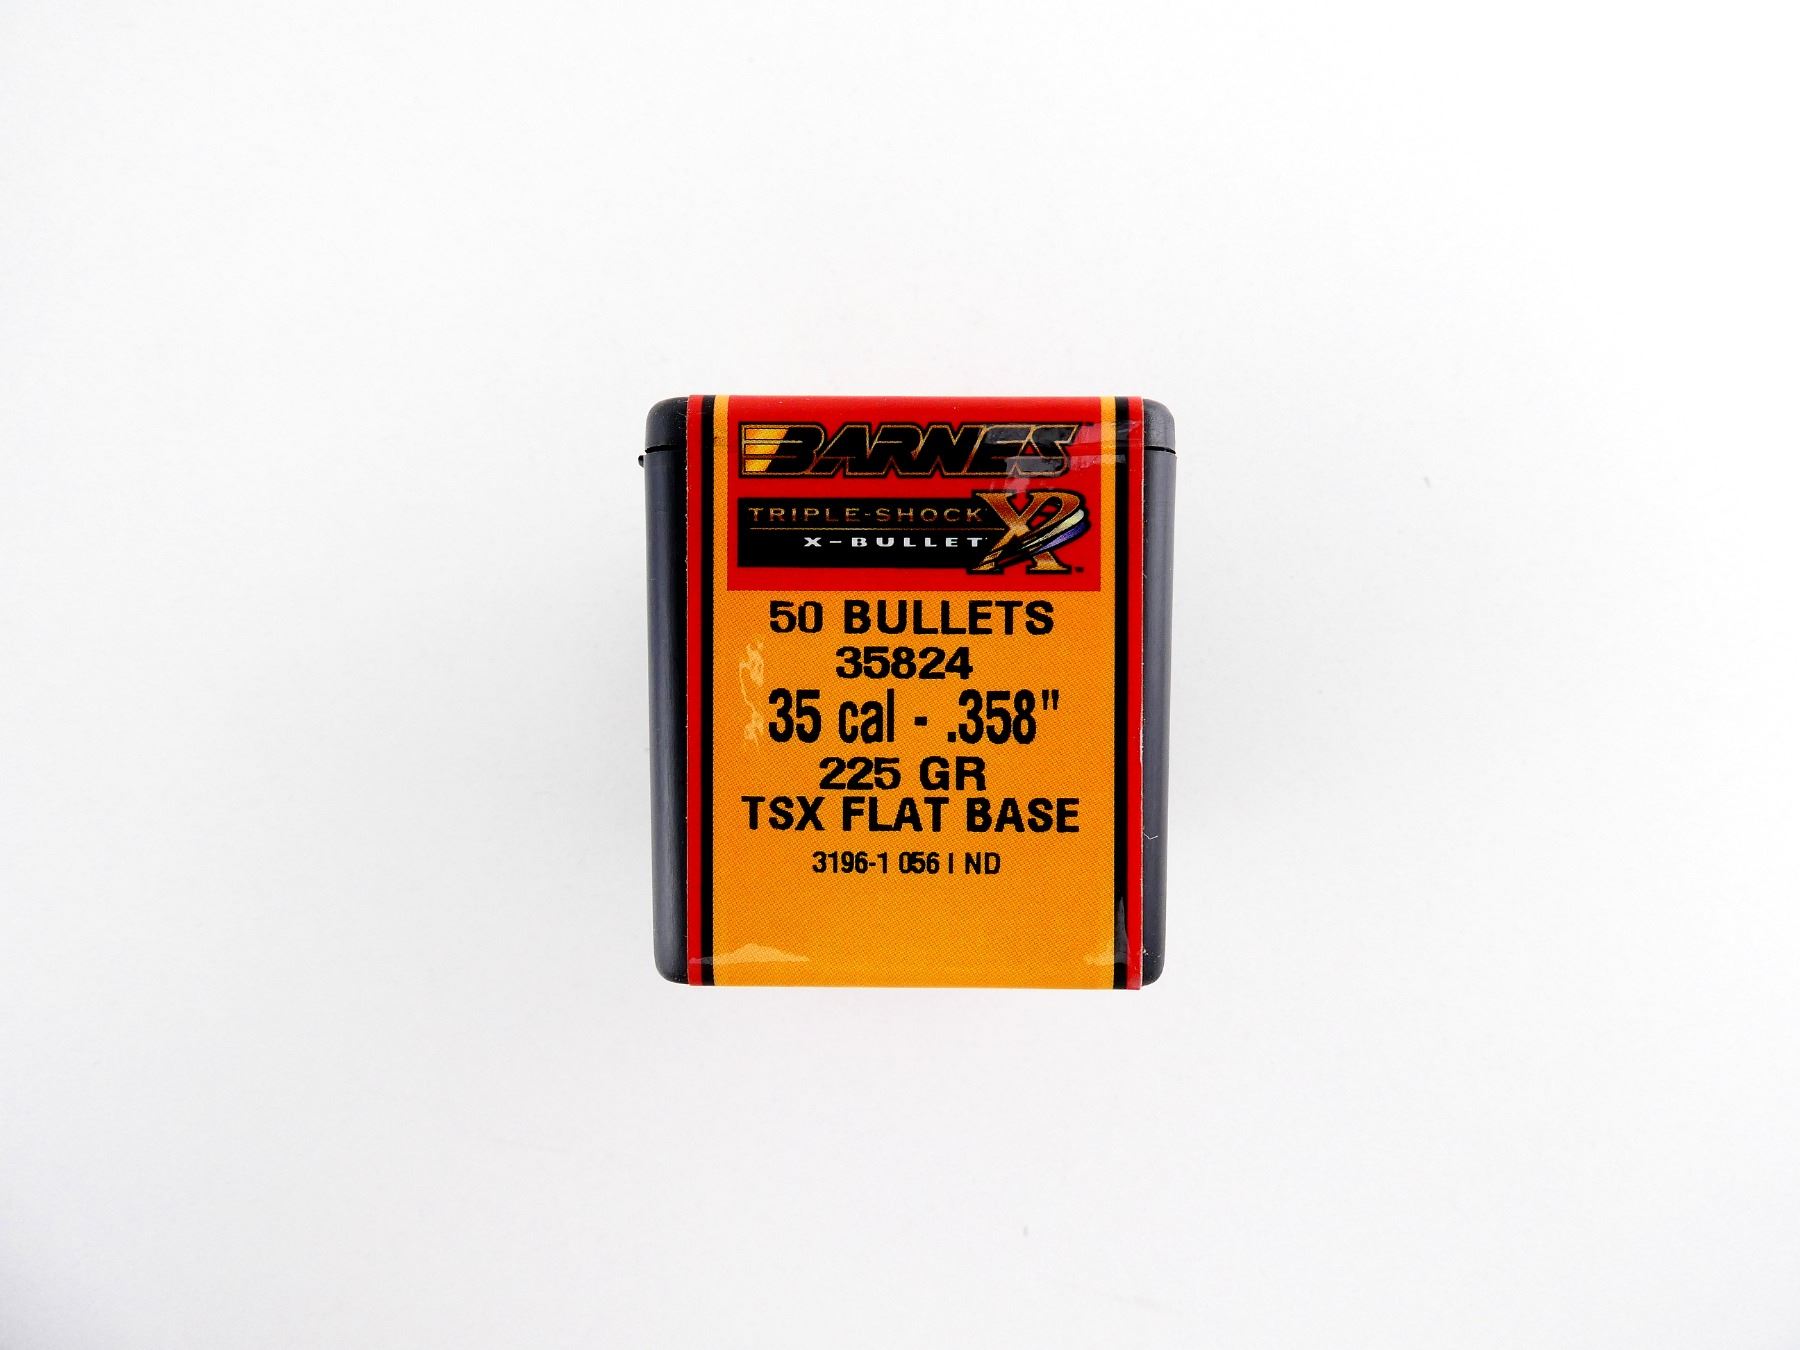 BARNES
TRIPLE-SHOCK X
X-BULLET
50 BULLETS
35824
35 cal - .358"
225 GR
TSX FLAT BASE
3196-1 056 I ND